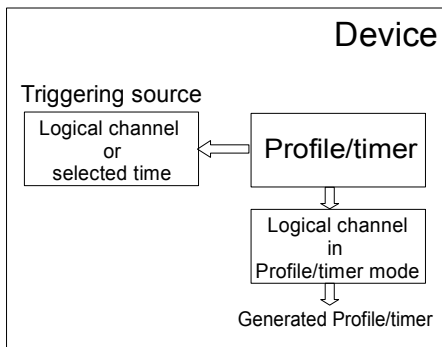 Device
Triggering source
Logical channel
or
selected time
Profile/timer
Logical channel
in
Profile/timer mode
Generated Profile/timer